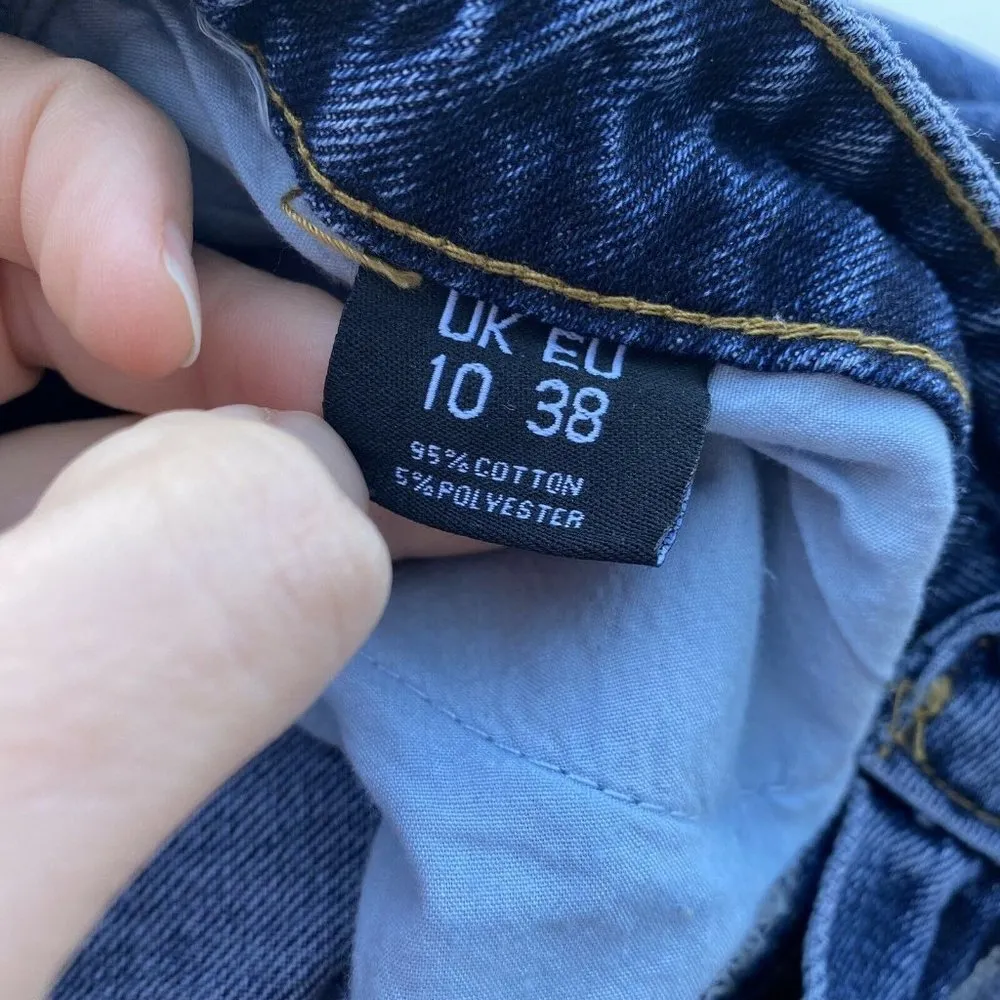 UK EU
10 38
95%COTTON
5%POLYESTER